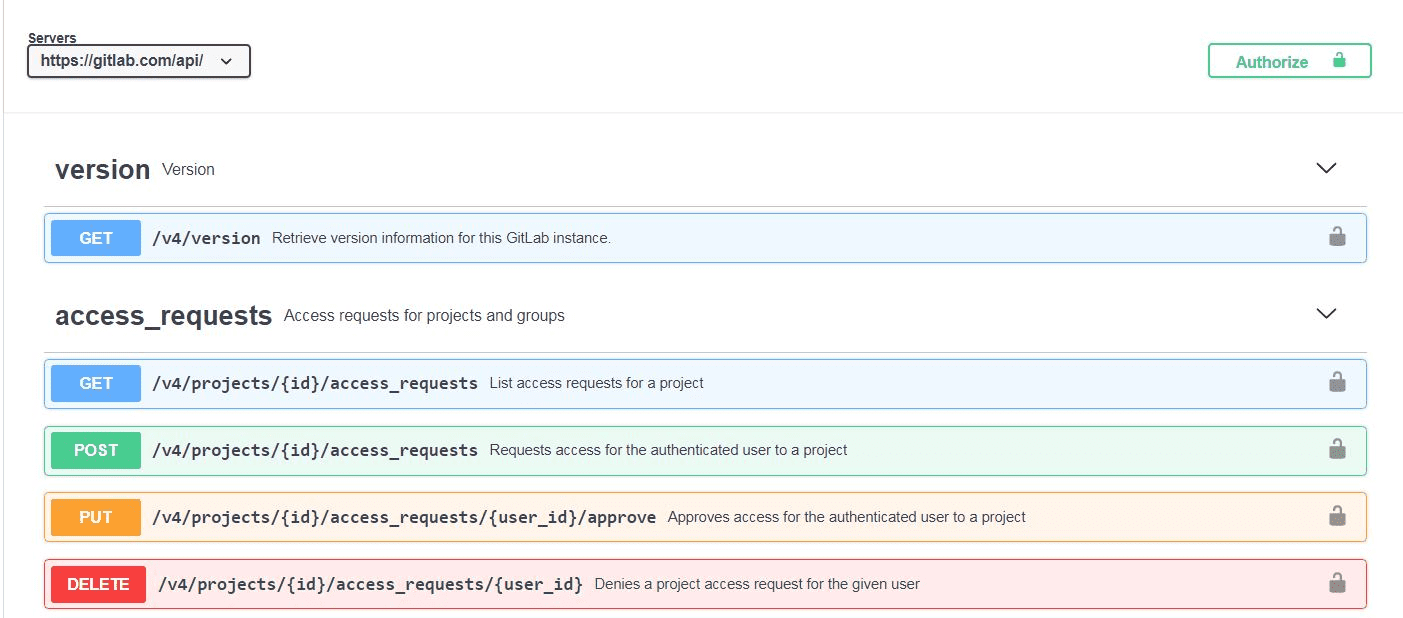 Servers
https://gitlab.com/api/
Authorize
version Version
GET /v4/version Retrieve version information for this GitLab instance.
access_requests Access requests for projects and groups
GET /v4/projects/{id}/access_requests List access requests for a project
POST /v4/projects/{id}/access_requests Requests access for the authenticated user to a project
PUT /v4/projects/{id}/access_requests/{user_id}/approve Approves access for the authenticated user to a project
DELETE /v4/projects/{id}/access_requests/{user_id} Denies a project access request for the given user